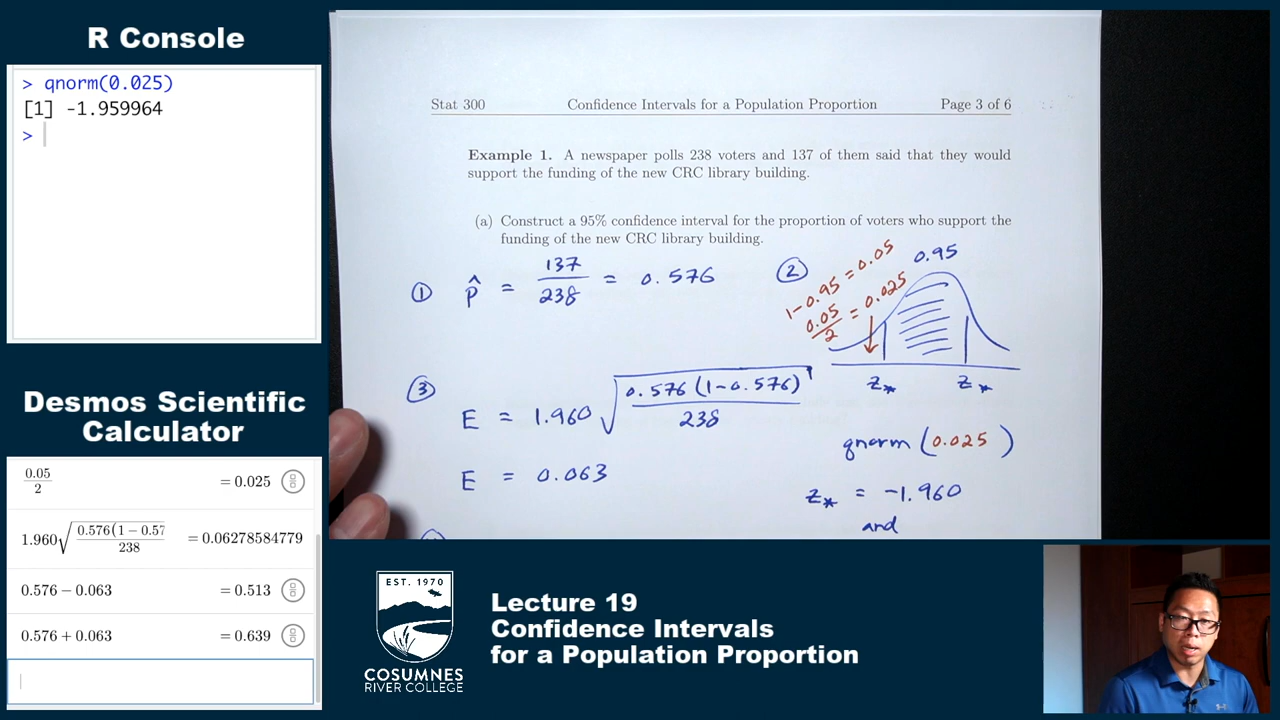 R Console
> qnorm(0.025)
[1] -1.959964
>
Desmos Scientific
Calculator
0.05
2
= 0.025
1.960√
0.576(1 − 0.57
238
= 0.06278584779
0.576 − 0.063
= 0.513
0.576 + 0.063
= 0.639
Stat 300 Confidence Intervals for a Population Proportion Page 3 of 6
Example 1. A newspaper polls 238 voters and 137 of them said that they would
support the funding of the new CRC library building.
(a) Construct a 95% confidence interval for the proportion of voters who support the
funding of the new CRC library building.
① p̂ = 137/238 = 0.576
② 0.95
1-0.95 = 0.05
0.05/2 = 0.025
z* z*
③ E = 1.960 √(0.576 (1-0.576)/238)
E = 0.063
qnorm (0.025)
z* = -1.960
and
EST. 1970
COSUMNES
RIVER COLLEGE
Lecture 19
Confidence Intervals
for a Population Proportion